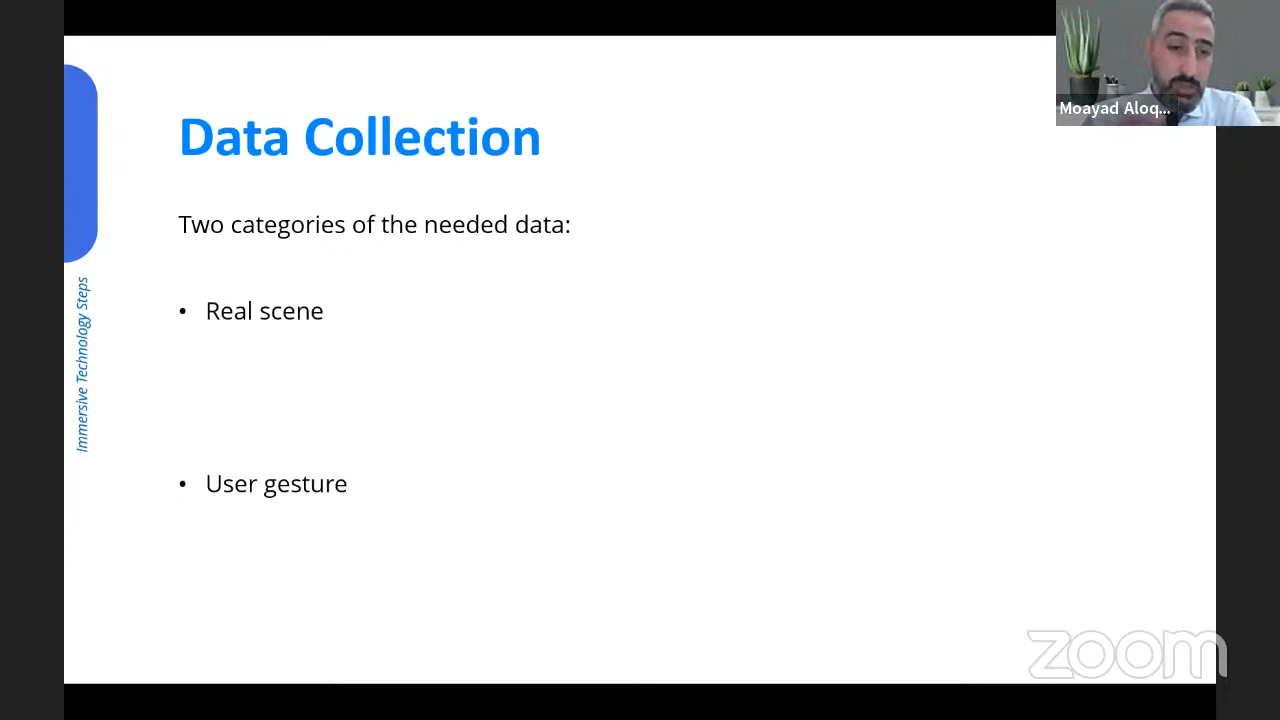 Moayad Aloq...
Data Collection
Two categories of the needed data:
• Real scene
• User gesture
Immersive Technology Steps
zoom